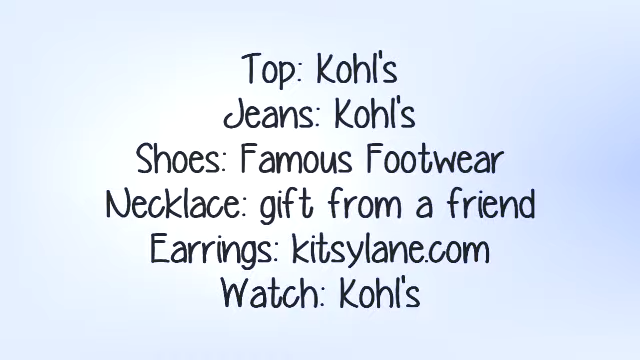 Top: Kohl's
Jeans: Kohl's
Shoes: Famous Footwear
Necklace: gift from a friend
Earrings: kitsylane.com
Watch: Kohl's